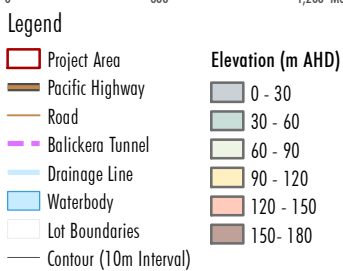 Legend
Project Area
Pacific Highway
Road
Balickera Tunnel
Drainage Line
Waterbody
Lot Boundaries
Contour (10m Interval)
Elevation (m AHD)
0 - 30
30 - 60
60 - 90
90 - 120
120 - 150
150- 180